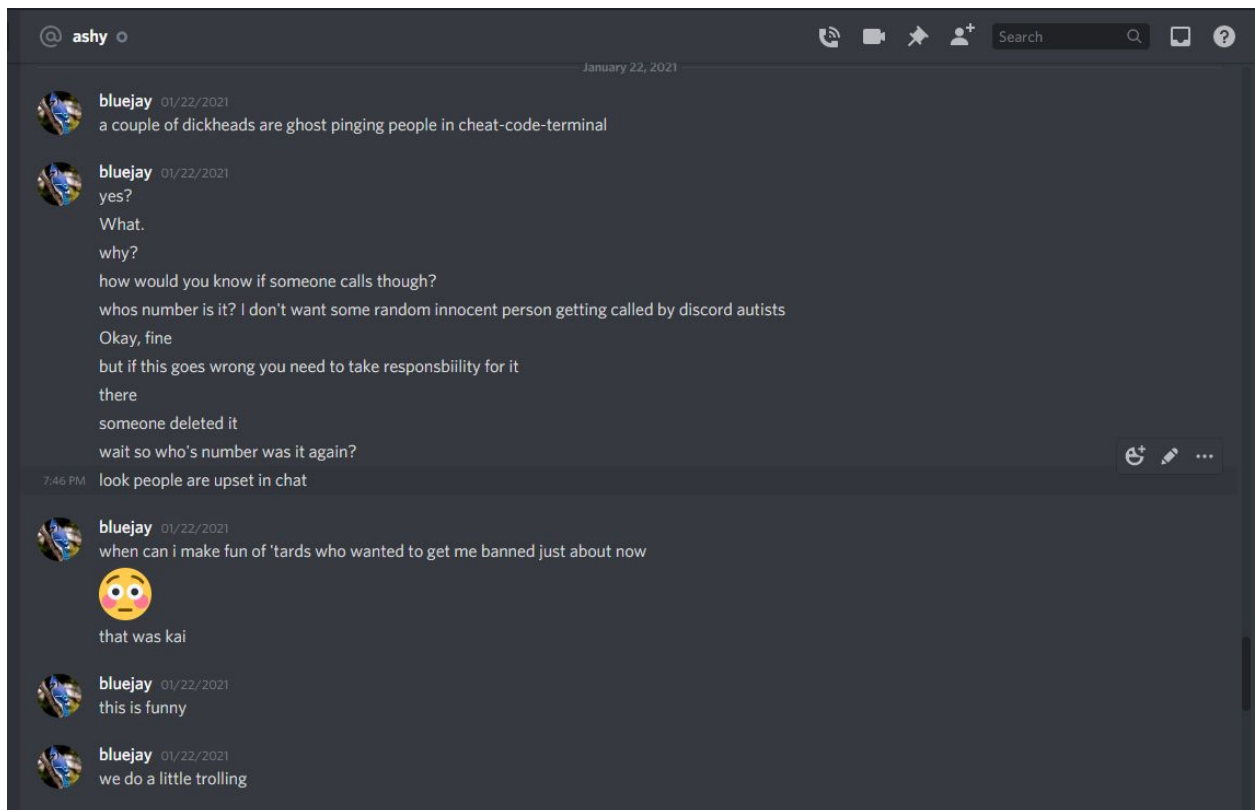 ashy
Search
January 22, 2021
bluejay 01/22/2021
a couple of dickheads are ghost pinging people in cheat-code-terminal
bluejay 01/22/2021
yes?
What.
why?
how would you know if someone calls though?
whos number is it? I don't want some random innocent person getting called by discord autists
Okay, fine
but if this goes wrong you need to take responsbiility for it
there
someone deleted it
wait so who's number was it again?
7:46 PM look people are upset in chat
bluejay 01/22/2021
when can i make fun of 'tards who wanted to get me banned just about now
that was kai
bluejay 01/22/2021
this is funny
bluejay 01/22/2021
we do a little trolling